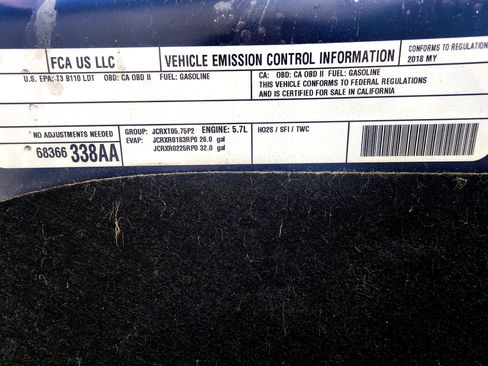 FCA US LLC
VEHICLE EMISSION CONTROL INFORMATION
CONFORMS TO REGULATION
2018 MY
U.S. EPA: T3 B110 LDT OBD: CA OBD II FUEL: GASOLINE
CA: OBD: CA OBD II FUEL: GASOLINE
THIS VEHICLE CONFORMS TO FEDERAL REGULATIONS
AND IS CERTIFIED FOR SALE IN CALIFORNIA
NO ADJUSTMENTS NEEDED
68366 338AA
GROUP: JCRXT05.75P2 ENGINE: 5.7L
EVAP: JCRXR0183RP0 26.0 gal
JCRXR0225RP0 32.0 gal
HO2S / SFI / TWC